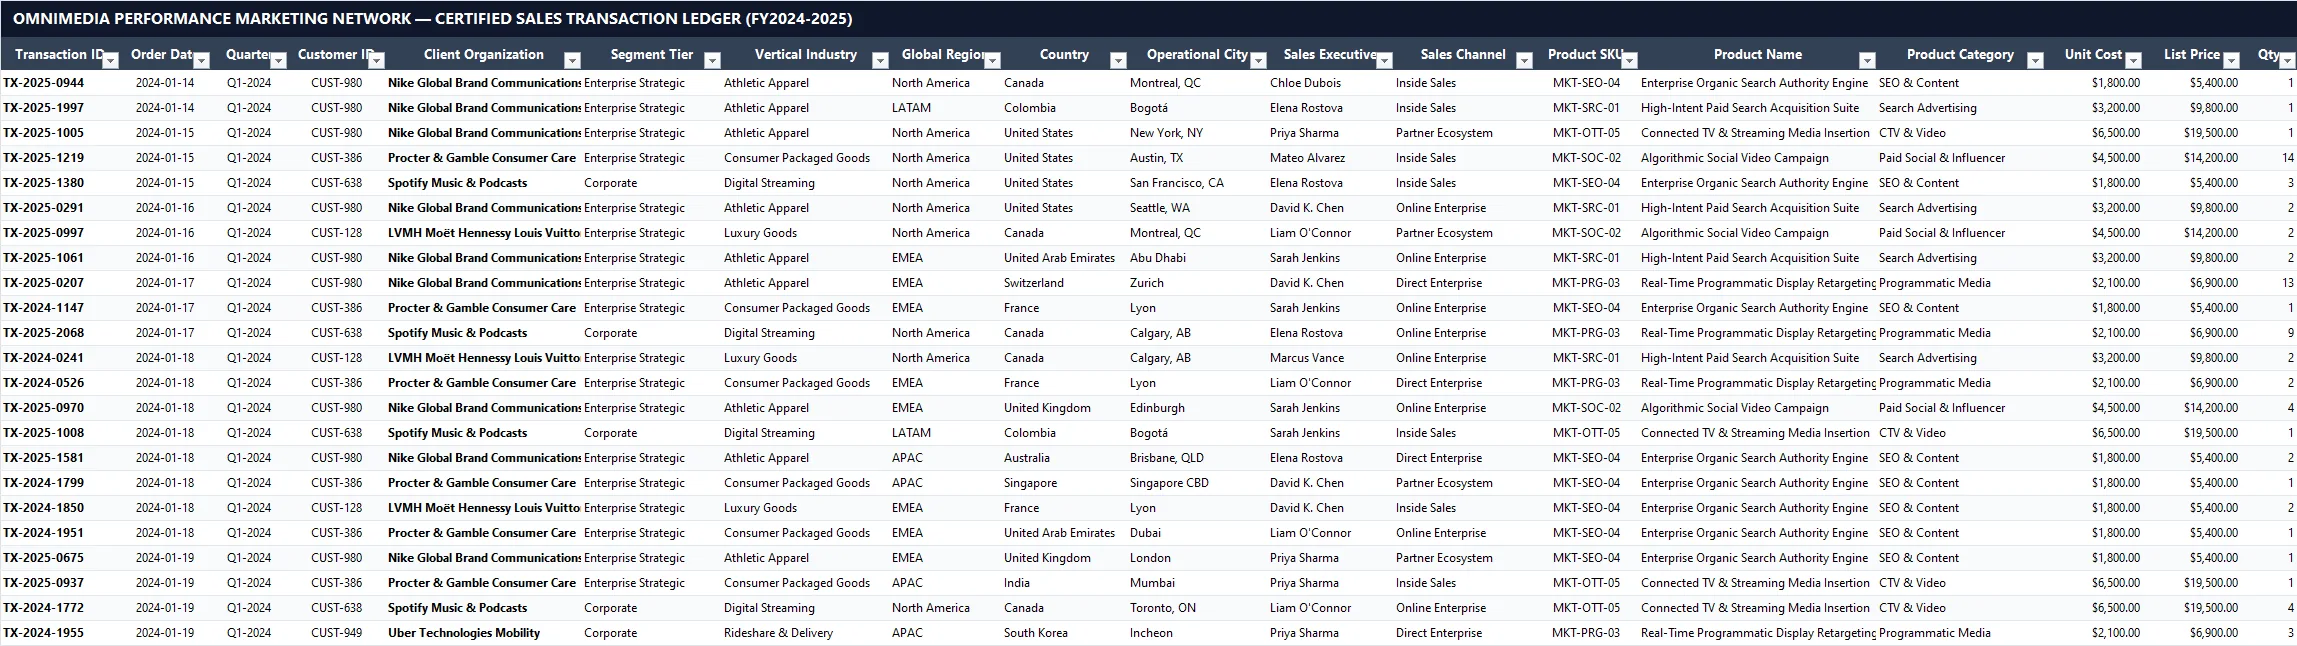 OMNIMEDIA PERFORMANCE MARKETING NETWORK — CERTIFIED SALES TRANSACTION LEDGER (FY2024-2025)
Transaction ID Order Dat Quarte Customer ID Client Organization Segment Tier Vertical Industry Global Region Country Operational City Sales Executive Sales Channel Product SKU Product Name Product Category Unit Cost List Price Qty
TX-2025-0944 2024-01-14 Q1-2024 CUST-980 Nike Global Brand Communications Enterprise Strategic Athletic Apparel North America Canada Montreal, QC Chloe Dubois Inside Sales MKT-SEO-04 Enterprise Organic Search Authority Engine SEO & Content $1,800.00 $5,400.00 1
TX-2025-1997 2024-01-14 Q1-2024 CUST-980 Nike Global Brand Communications Enterprise Strategic Athletic Apparel LATAM Colombia Bogotá Elena Rostova Inside Sales MKT-SRC-01 High-Intent Paid Search Acquisition Suite Search Advertising $3,200.00 $9,800.00 1
TX-2025-1005 2024-01-15 Q1-2024 CUST-980 Nike Global Brand Communications Enterprise Strategic Athletic Apparel North America United States New York, NY Priya Sharma Partner Ecosystem MKT-OTT-05 Connected TV & Streaming Media Insertion CTV & Video $6,500.00 $19,500.00 1
TX-2025-1219 2024-01-15 Q1-2024 CUST-386 Procter & Gamble Consumer Care Enterprise Strategic Consumer Packaged Goods North America United States Austin, TX Mateo Alvarez Inside Sales MKT-SOC-02 Algorithmic Social Video Campaign Paid Social & Influencer $4,500.00 $14,200.00 14
TX-2025-1380 2024-01-15 Q1-2024 CUST-638 Spotify Music & Podcasts Corporate Digital Streaming North America United States San Francisco, CA Elena Rostova Inside Sales MKT-SEO-04 Enterprise Organic Search Authority Engine SEO & Content $1,800.00 $5,400.00 3
TX-2025-0291 2024-01-16 Q1-2024 CUST-980 Nike Global Brand Communications Enterprise Strategic Athletic Apparel North America United States Seattle, WA David K. Chen Online Enterprise MKT-SRC-01 High-Intent Paid Search Acquisition Suite Search Advertising $3,200.00 $9,800.00 2
TX-2025-0997 2024-01-16 Q1-2024 CUST-128 LVMH Moët Hennessy Louis Vuitto Enterprise Strategic Luxury Goods North America Canada Montreal, QC Liam O'Connor Partner Ecosystem MKT-SOC-02 Algorithmic Social Video Campaign Paid Social & Influencer $4,500.00 $14,200.00 2
TX-2025-1061 2024-01-16 Q1-2024 CUST-980 Nike Global Brand Communications Enterprise Strategic Athletic Apparel EMEA United Arab Emirates Abu Dhabi Sarah Jenkins Online Enterprise MKT-SRC-01 High-Intent Paid Search Acquisition Suite Search Advertising $3,200.00 $9,800.00 2
TX-2025-0207 2024-01-17 Q1-2024 CUST-980 Nike Global Brand Communications Enterprise Strategic Athletic Apparel EMEA Switzerland Zurich David K. Chen Direct Enterprise MKT-PRG-03 Real-Time Programmatic Display Retargeting Programmatic Media $2,100.00 $6,900.00 13
TX-2024-1147 2024-01-17 Q1-2024 CUST-386 Procter & Gamble Consumer Care Enterprise Strategic Consumer Packaged Goods EMEA France Lyon Sarah Jenkins Online Enterprise MKT-SEO-04 Enterprise Organic Search Authority Engine SEO & Content $1,800.00 $5,400.00 1
TX-2025-2068 2024-01-17 Q1-2024 CUST-638 Spotify Music & Podcasts Corporate Digital Streaming North America Canada Calgary, AB Elena Rostova Online Enterprise MKT-PRG-03 Real-Time Programmatic Display Retargeting Programmatic Media $2,100.00 $6,900.00 9
TX-2024-0241 2024-01-18 Q1-2024 CUST-128 LVMH Moët Hennessy Louis Vuitto Enterprise Strategic Luxury Goods North America Canada Calgary, AB Marcus Vance Online Enterprise MKT-SRC-01 High-Intent Paid Search Acquisition Suite Search Advertising $3,200.00 $9,800.00 2
TX-2024-0526 2024-01-18 Q1-2024 CUST-386 Procter & Gamble Consumer Care Enterprise Strategic Consumer Packaged Goods EMEA France Lyon Liam O'Connor Direct Enterprise MKT-PRG-03 Real-Time Programmatic Display Retargeting Programmatic Media $2,100.00 $6,900.00 2
TX-2025-0970 2024-01-18 Q1-2024 CUST-980 Nike Global Brand Communications Enterprise Strategic Athletic Apparel EMEA United Kingdom Edinburgh Sarah Jenkins Online Enterprise MKT-SOC-02 Algorithmic Social Video Campaign Paid Social & Influencer $4,500.00 $14,200.00 4
TX-2025-1008 2024-01-18 Q1-2024 CUST-638 Spotify Music & Podcasts Corporate Digital Streaming LATAM Colombia Bogotá Sarah Jenkins Inside Sales MKT-OTT-05 Connected TV & Streaming Media Insertion CTV & Video $6,500.00 $19,500.00 1
TX-2025-1581 2024-01-18 Q1-2024 CUST-980 Nike Global Brand Communications Enterprise Strategic Athletic Apparel APAC Australia Brisbane, QLD Elena Rostova Direct Enterprise MKT-SEO-04 Enterprise Organic Search Authority Engine SEO & Content $1,800.00 $5,400.00 2
TX-2024-1799 2024-01-18 Q1-2024 CUST-386 Procter & Gamble Consumer Care Enterprise Strategic Consumer Packaged Goods APAC Singapore Singapore CBD David K. Chen Partner Ecosystem MKT-SEO-04 Enterprise Organic Search Authority Engine SEO & Content $1,800.00 $5,400.00 1
TX-2024-1850 2024-01-18 Q1-2024 CUST-128 LVMH Moët Hennessy Louis Vuitto Enterprise Strategic Luxury Goods EMEA France Lyon David K. Chen Inside Sales MKT-SEO-04 Enterprise Organic Search Authority Engine SEO & Content $1,800.00 $5,400.00 2
TX-2024-1951 2024-01-18 Q1-2024 CUST-386 Procter & Gamble Consumer Care Enterprise Strategic Consumer Packaged Goods EMEA United Arab Emirates Dubai Liam O'Connor Online Enterprise MKT-SEO-04 Enterprise Organic Search Authority Engine SEO & Content $1,800.00 $5,400.00 1
TX-2025-0675 2024-01-19 Q1-2024 CUST-980 Nike Global Brand Communications Enterprise Strategic Athletic Apparel EMEA United Kingdom London Priya Sharma Partner Ecosystem MKT-SEO-04 Enterprise Organic Search Authority Engine SEO & Content $1,800.00 $5,400.00 1
TX-2025-0937 2024-01-19 Q1-2024 CUST-386 Procter & Gamble Consumer Care Enterprise Strategic Consumer Packaged Goods APAC India Mumbai Priya Sharma Inside Sales MKT-OTT-05 Connected TV & Streaming Media Insertion CTV & Video $6,500.00 $19,500.00 1
TX-2024-1772 2024-01-19 Q1-2024 CUST-638 Spotify Music & Podcasts Corporate Digital Streaming North America Canada Toronto, ON Liam O'Connor Online Enterprise MKT-OTT-05 Connected TV & Streaming Media Insertion CTV & Video $6,500.00 $19,500.00 4
TX-2024-1955 2024-01-19 Q1-2024 CUST-949 Uber Technologies Mobility Corporate Rideshare & Delivery APAC South Korea Incheon Priya Sharma Direct Enterprise MKT-PRG-03 Real-Time Programmatic Display Retargeting Programmatic Media $2,100.00 $6,900.00 3